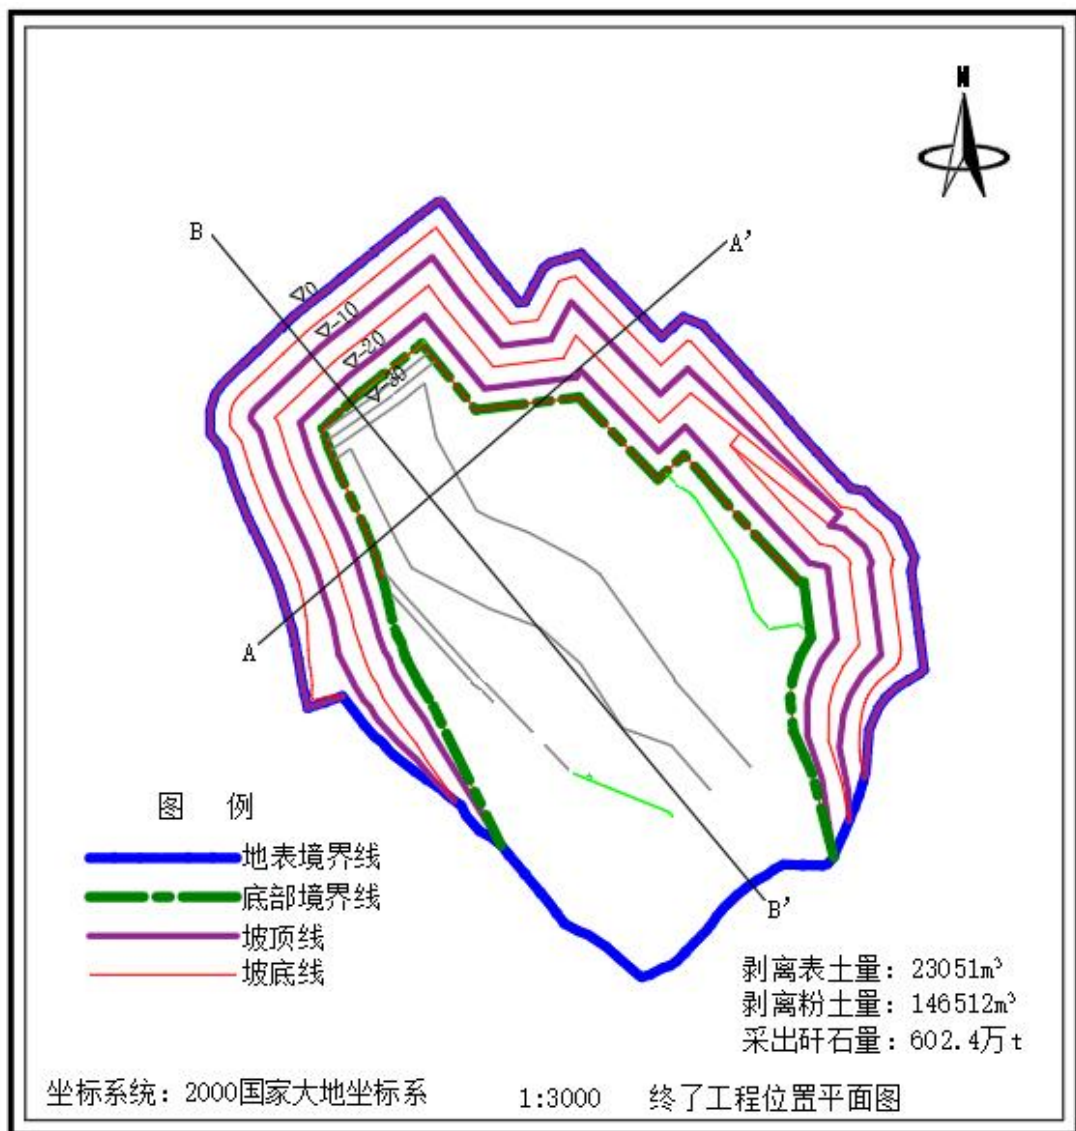 N
B
A'
▽0
▽-10
▽-20
▽-30
A
B'
图 例
地表境界线
底部境界线
坡顶线
坡底线
剥离表土量：23051m³
剥离粉土量：146512m³
采出矸石量：602.4万t
坐标系统：2000国家大地坐标系 1:3000 终了工程位置平面图